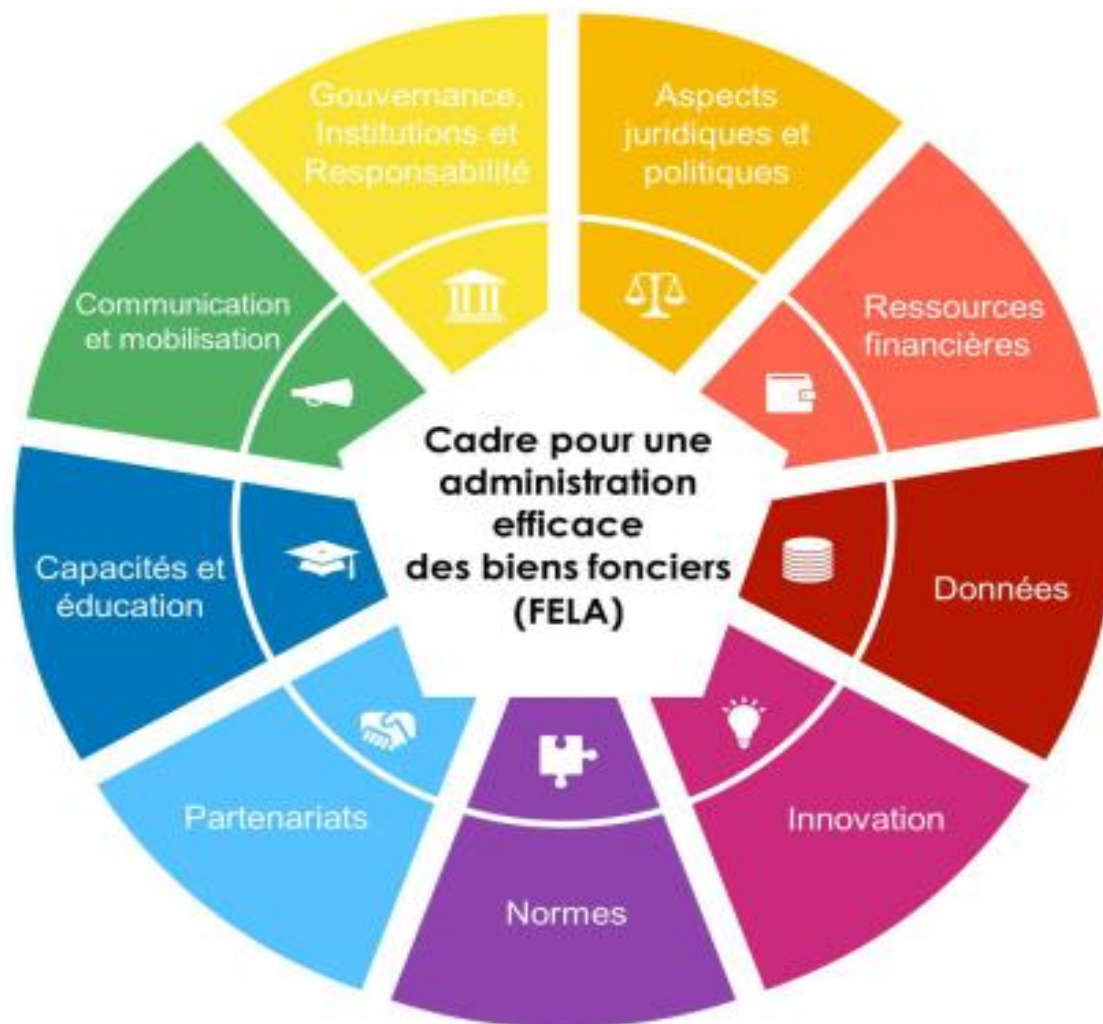 Gouvernance,
Institutions et
Responsabilité
Aspects
juridiques et
politiques
Ressources
financières
Données
Innovation
Normes
Partenariats
Capacités et
éducation
Communication
et mobilisation
Cadre pour une
administration
efficace
des biens fonciers
(FELA)